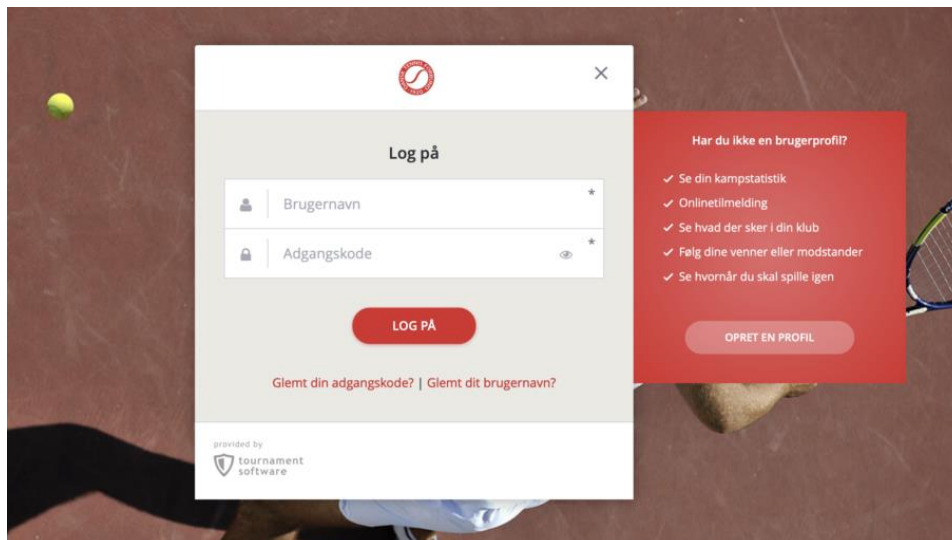 Log på
Brugernavn
*
Adgangskode
*
LOG PÅ
Glemt din adgangskode? | Glemt dit brugernavn?
provided by
tournament
software
Har du ikke en brugerprofil?
Se din kampstatistik
Onlinetilmelding
Se hvad der sker i din klub
Følg dine venner eller modstander
Se hvornår du skal spille igen
OPRET EN PROFIL